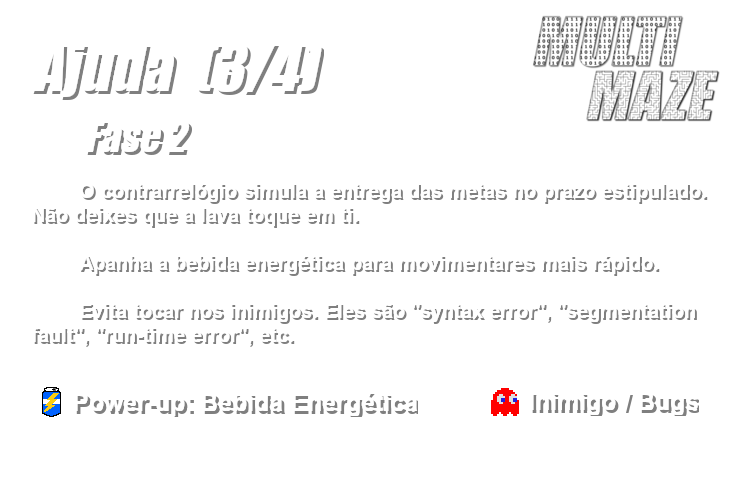 Ajuda (3/4)
MULTI
MAZE
Fase 2
O contrarrelógio simula a entrega das metas no prazo estipulado.
Não deixes que a lava toque em ti.
Apanha a bebida energética para movimentares mais rápido.
Evita tocar nos inimigos. Eles são "syntax error", "segmentation
fault", "run-time error", etc.
Power-up: Bebida Energética
Inimigo / Bugs